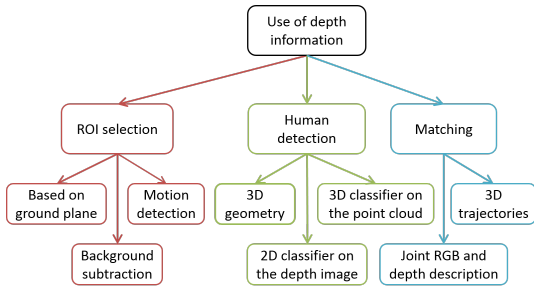 Use of depth
information
ROI selection
Human
detection
Matching
Based on
ground plane
Motion
detection
3D
geometry
3D classifier on
the point cloud
3D
trajectories
Background
subtraction
2D classifier on
the depth image
Joint RGB and
depth description